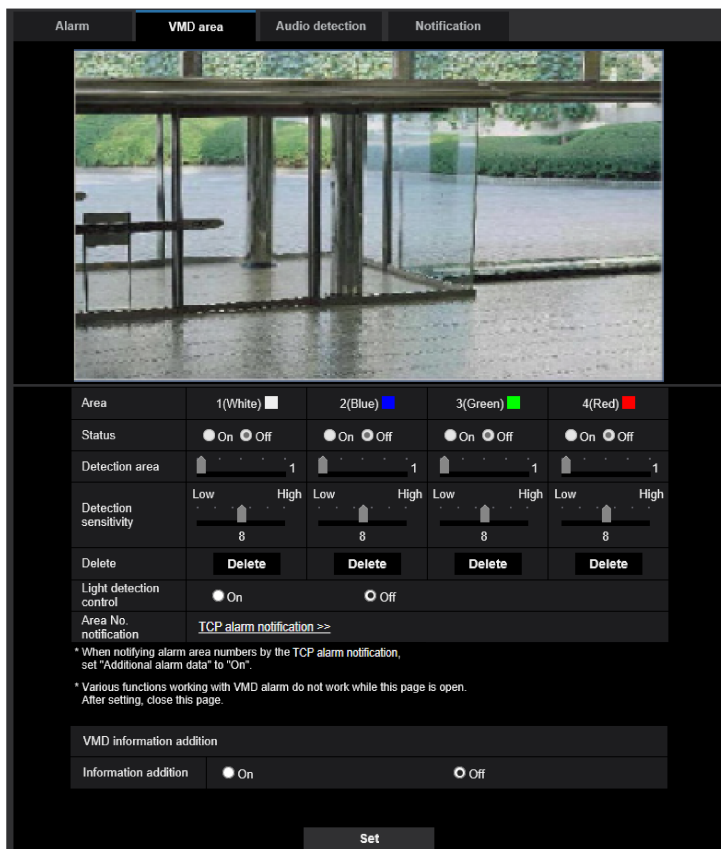 Alarm VMD area Audio detection Notification
Area 1(White) 2(Blue) 3(Green) 4(Red)
Status On Off On Off On Off On Off
Detection area 1 1 1 1
Detection sensitivity Low High Low High Low High Low High
8 8 8 8
Delete Delete Delete Delete Delete
Light detection control On Off
Area No. notification TCP alarm notification >>
* When notifying alarm area numbers by the TCP alarm notification,
set "Additional alarm data" to "On".
* Various functions working with VMD alarm do not work while this page is open.
After setting, close this page.
VMD information addition
Information addition On Off
Set